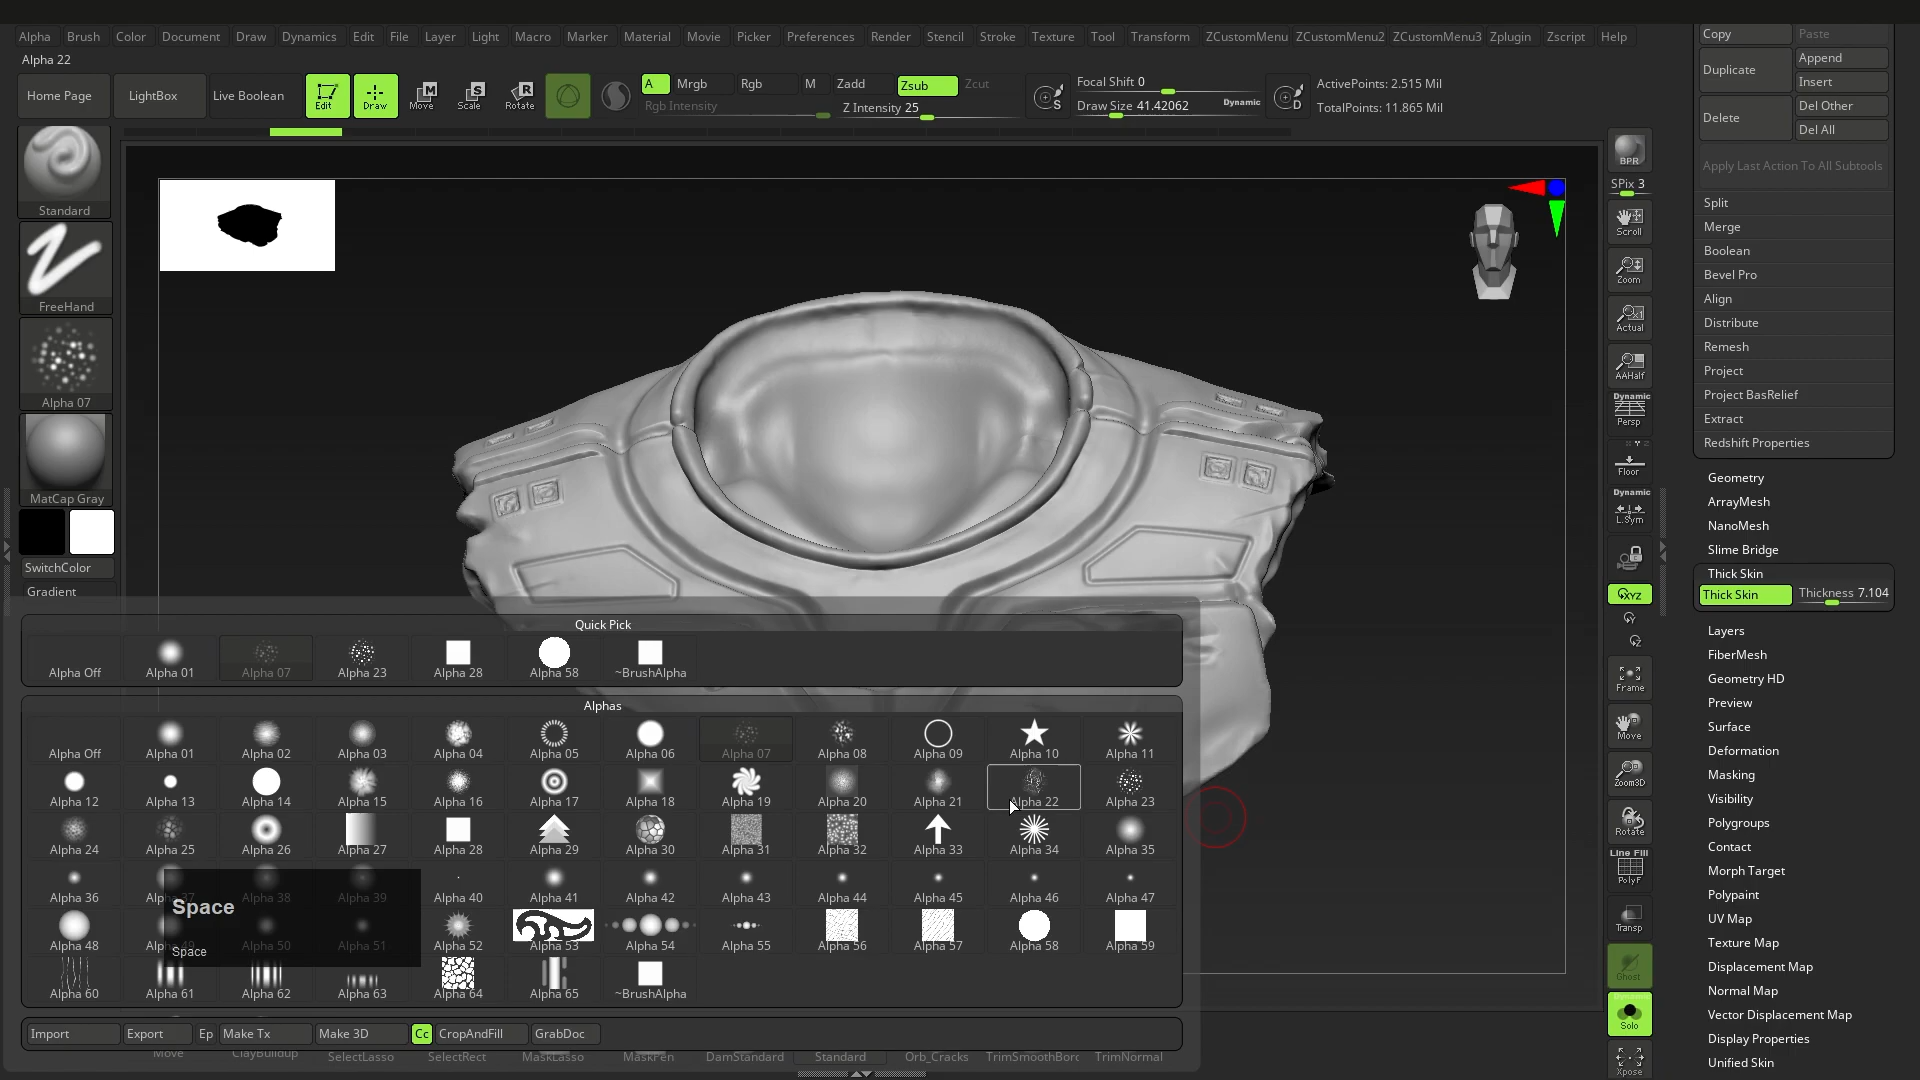 Alpha Brush Color Document Draw Dynamics Edit File Layer Light Macro Marker Material Movie Picker Preferences Render Stencil Stroke Texture Tool Transform ZCustomMenu ZCustomMenu2 ZCustomMenu3 Zplugin Zscript Help
Alpha 22
Home Page LightBox Live Boolean Edit Draw Move Scale Rotate
A Mrgb Rgb M Zadd Zsub Zcut
Rgb Intensity Z Intensity 25
S Focal Shift 0
Draw Size 41.42062 Dynamic D
ActivePoints: 2.515 Mil
TotalPoints: 11.865 Mil
Standard
FreeHand
Alpha 07
MatCap Gray
SwitchColor
Gradient
Quick Pick
Alpha Off Alpha 01 Alpha 07 Alpha 23 Alpha 28 Alpha 58 ~BrushAlpha
Alphas
Alpha Off Alpha 01 Alpha 02 Alpha 03 Alpha 04 Alpha 05 Alpha 06 Alpha 07 Alpha 08 Alpha 09 Alpha 10 Alpha 11
Alpha 12 Alpha 13 Alpha 14 Alpha 15 Alpha 16 Alpha 17 Alpha 18 Alpha 19 Alpha 20 Alpha 21 Alpha 22 Alpha 23
Alpha 24 Alpha 25 Alpha 26 Alpha 27 Alpha 28 Alpha 29 Alpha 30 Alpha 31 Alpha 32 Alpha 33 Alpha 34 Alpha 35
Alpha 36 Alpha 37 Alpha 38 Alpha 39 Alpha 40 Alpha 41 Alpha 42 Alpha 43 Alpha 44 Alpha 45 Alpha 46 Alpha 47
Alpha 48 Alpha 49 Alpha 50 Alpha 51 Alpha 52 Alpha 53 Alpha 54 Alpha 55 Alpha 56 Alpha 57 Alpha 58 Alpha 59
Alpha 60 Alpha 61 Alpha 62 Alpha 63 Alpha 64 Alpha 65 ~BrushAlpha
Space
Space
Import Export Ep Make Tx Make 3D Cc CropAndFill GrabDoc
Move ClayBuildup SelectLasso SelectRect MaskLasso MaskPen DamStandard Standard Orb_Cracks TrimSmoothBorc TrimNormal
BPR
SPix 3
Scroll
Zoom
Actual
AAHalf
Dynamic
Persp
Floor
Dynamic
L.Sym
XYZ
Frame
Move
Zoom3D
Rotate
Line Fill
PolyF
Transp
Ghost
Dynamic
Solo
Xpose
Copy Paste
Duplicate Append
Insert
Delete Del Other
Del All
Apply Last Action To All Subtools
Split
Merge
Boolean
Bevel Pro
Align
Distribute
Remesh
Project
Project BasRelief
Extract
Redshift Properties
Geometry
ArrayMesh
NanoMesh
Slime Bridge
Thick Skin
Thick Skin Thickness 7.104
Layers
FiberMesh
Geometry HD
Preview
Surface
Deformation
Masking
Visibility
Polygroups
Contact
Morph Target
Polypaint
UV Map
Texture Map
Displacement Map
Normal Map
Vector Displacement Map
Display Properties
Unified Skin